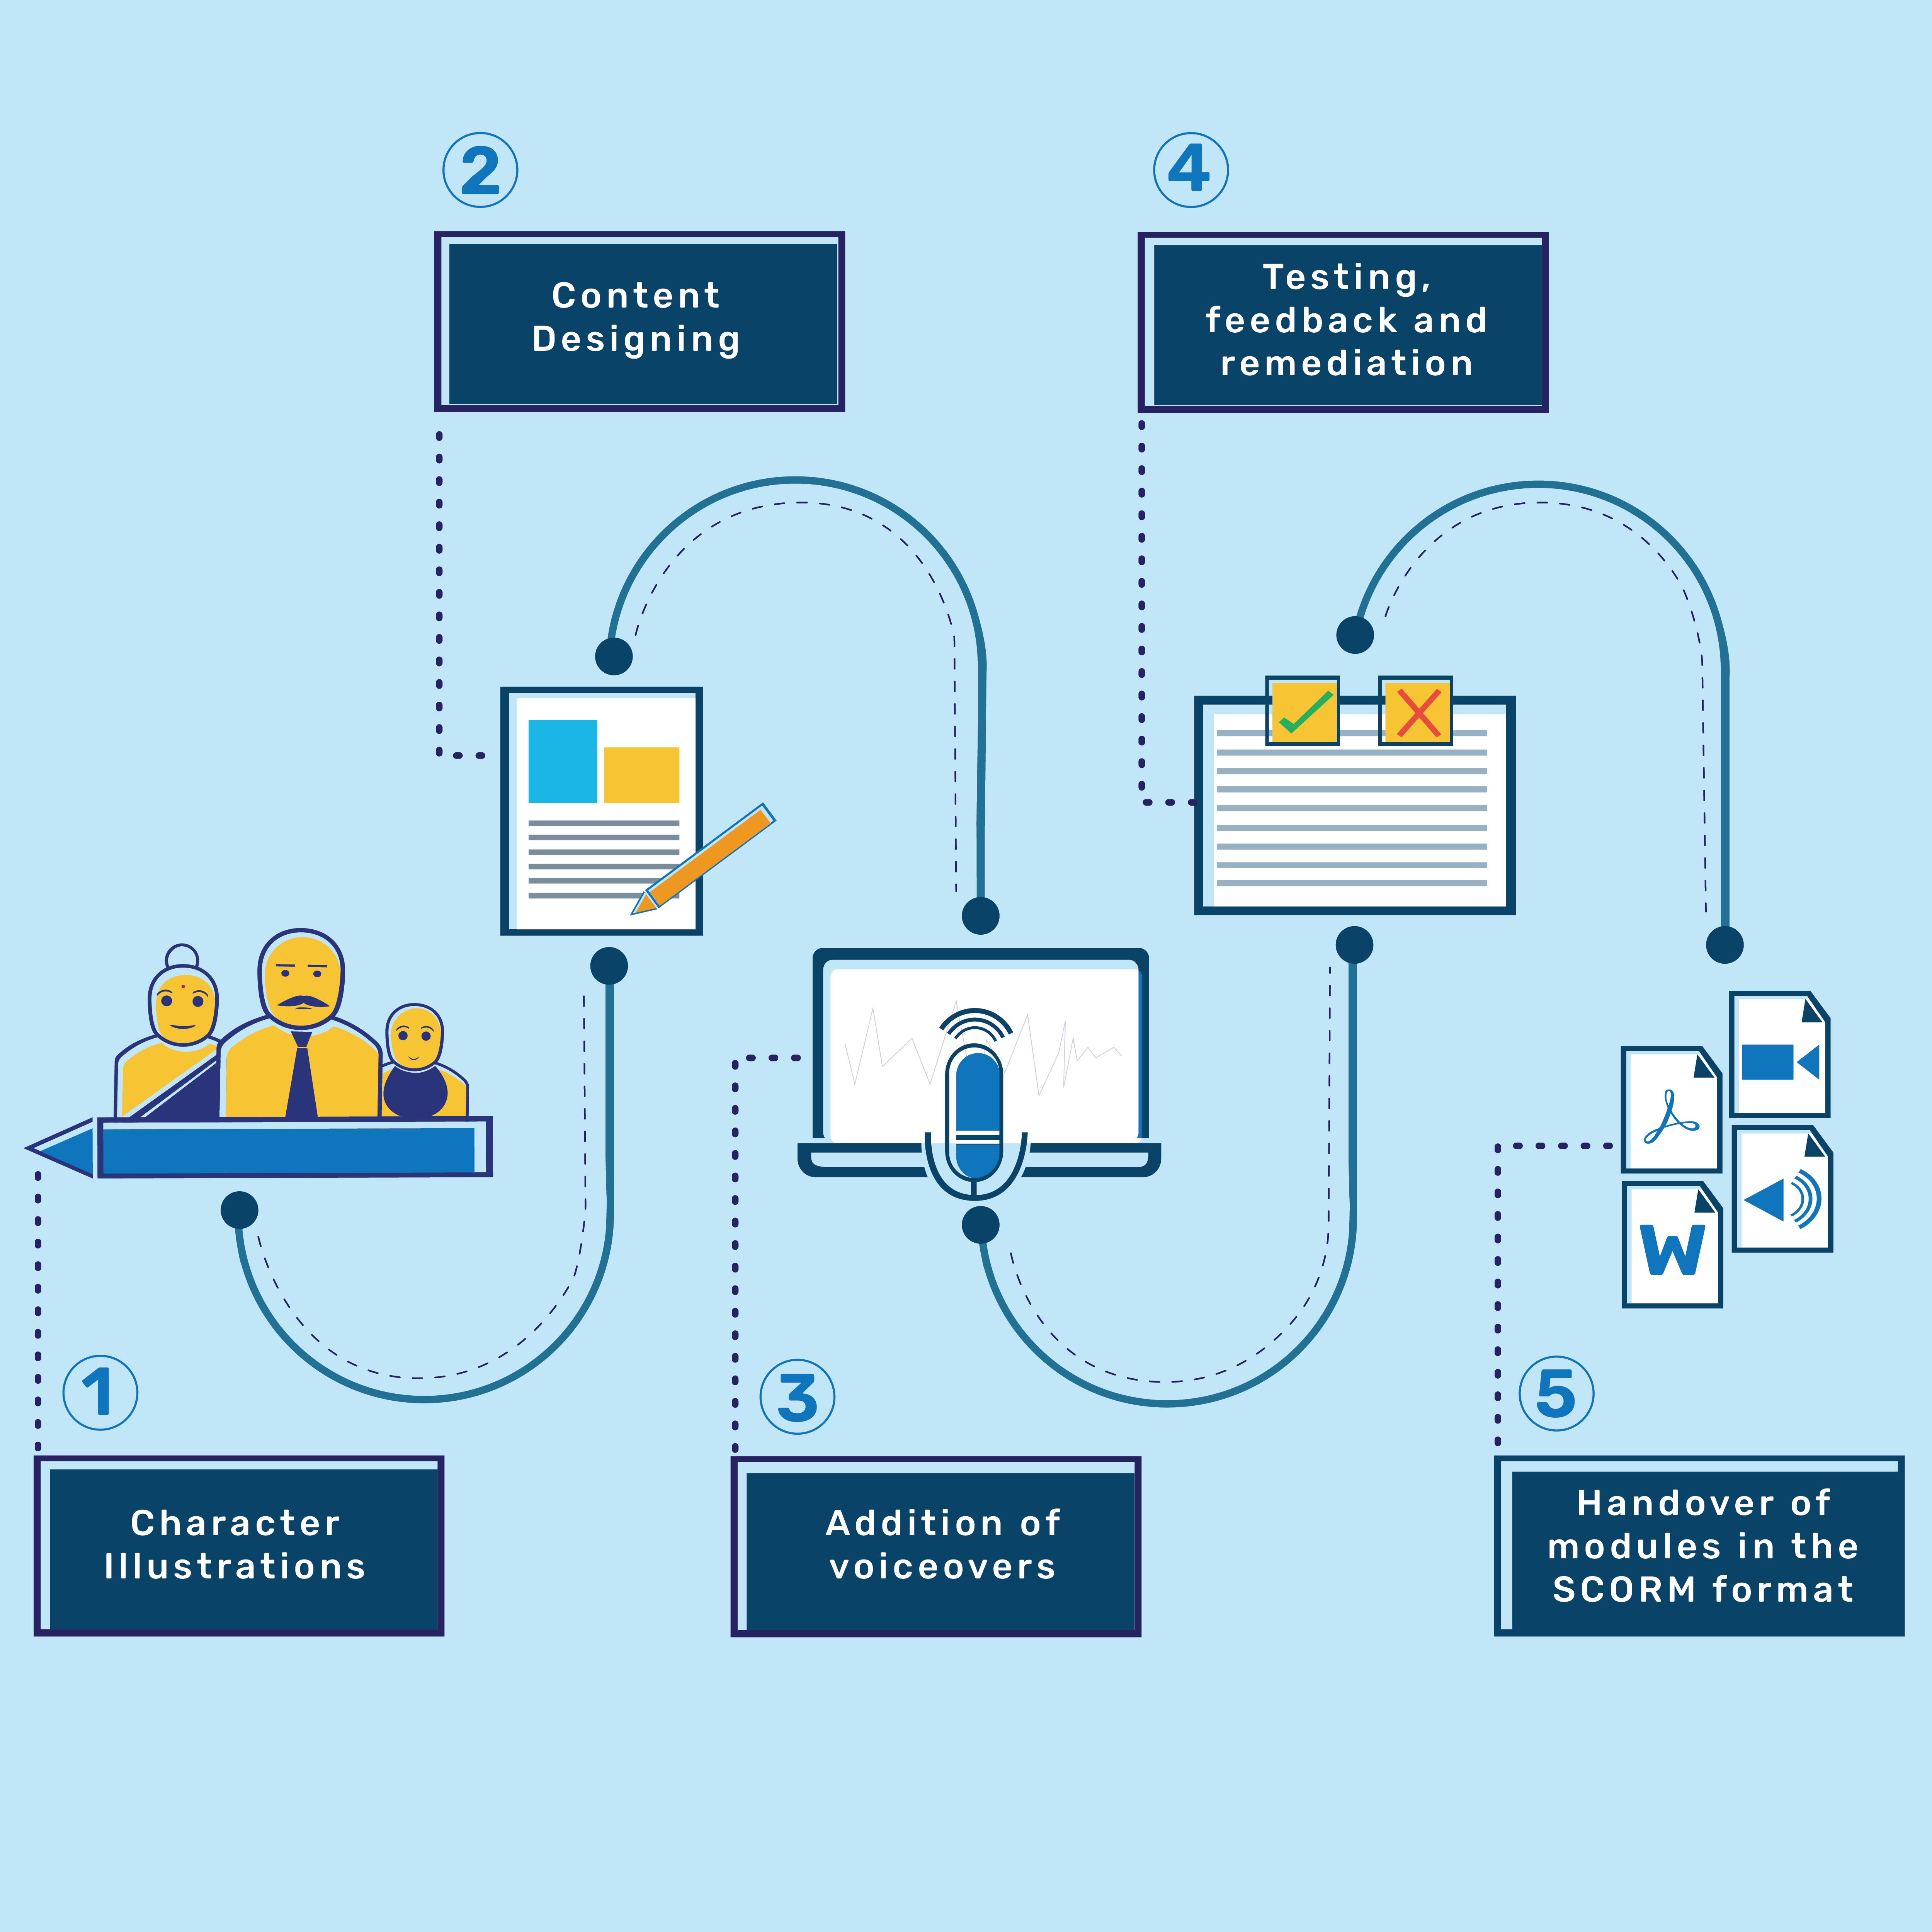 1
Character
Illustrations
2
Content
Designing
3
Addition of
voiceovers
4
Testing,
feedback and
remediation
5
Handover of
modules in the
SCORM format
W